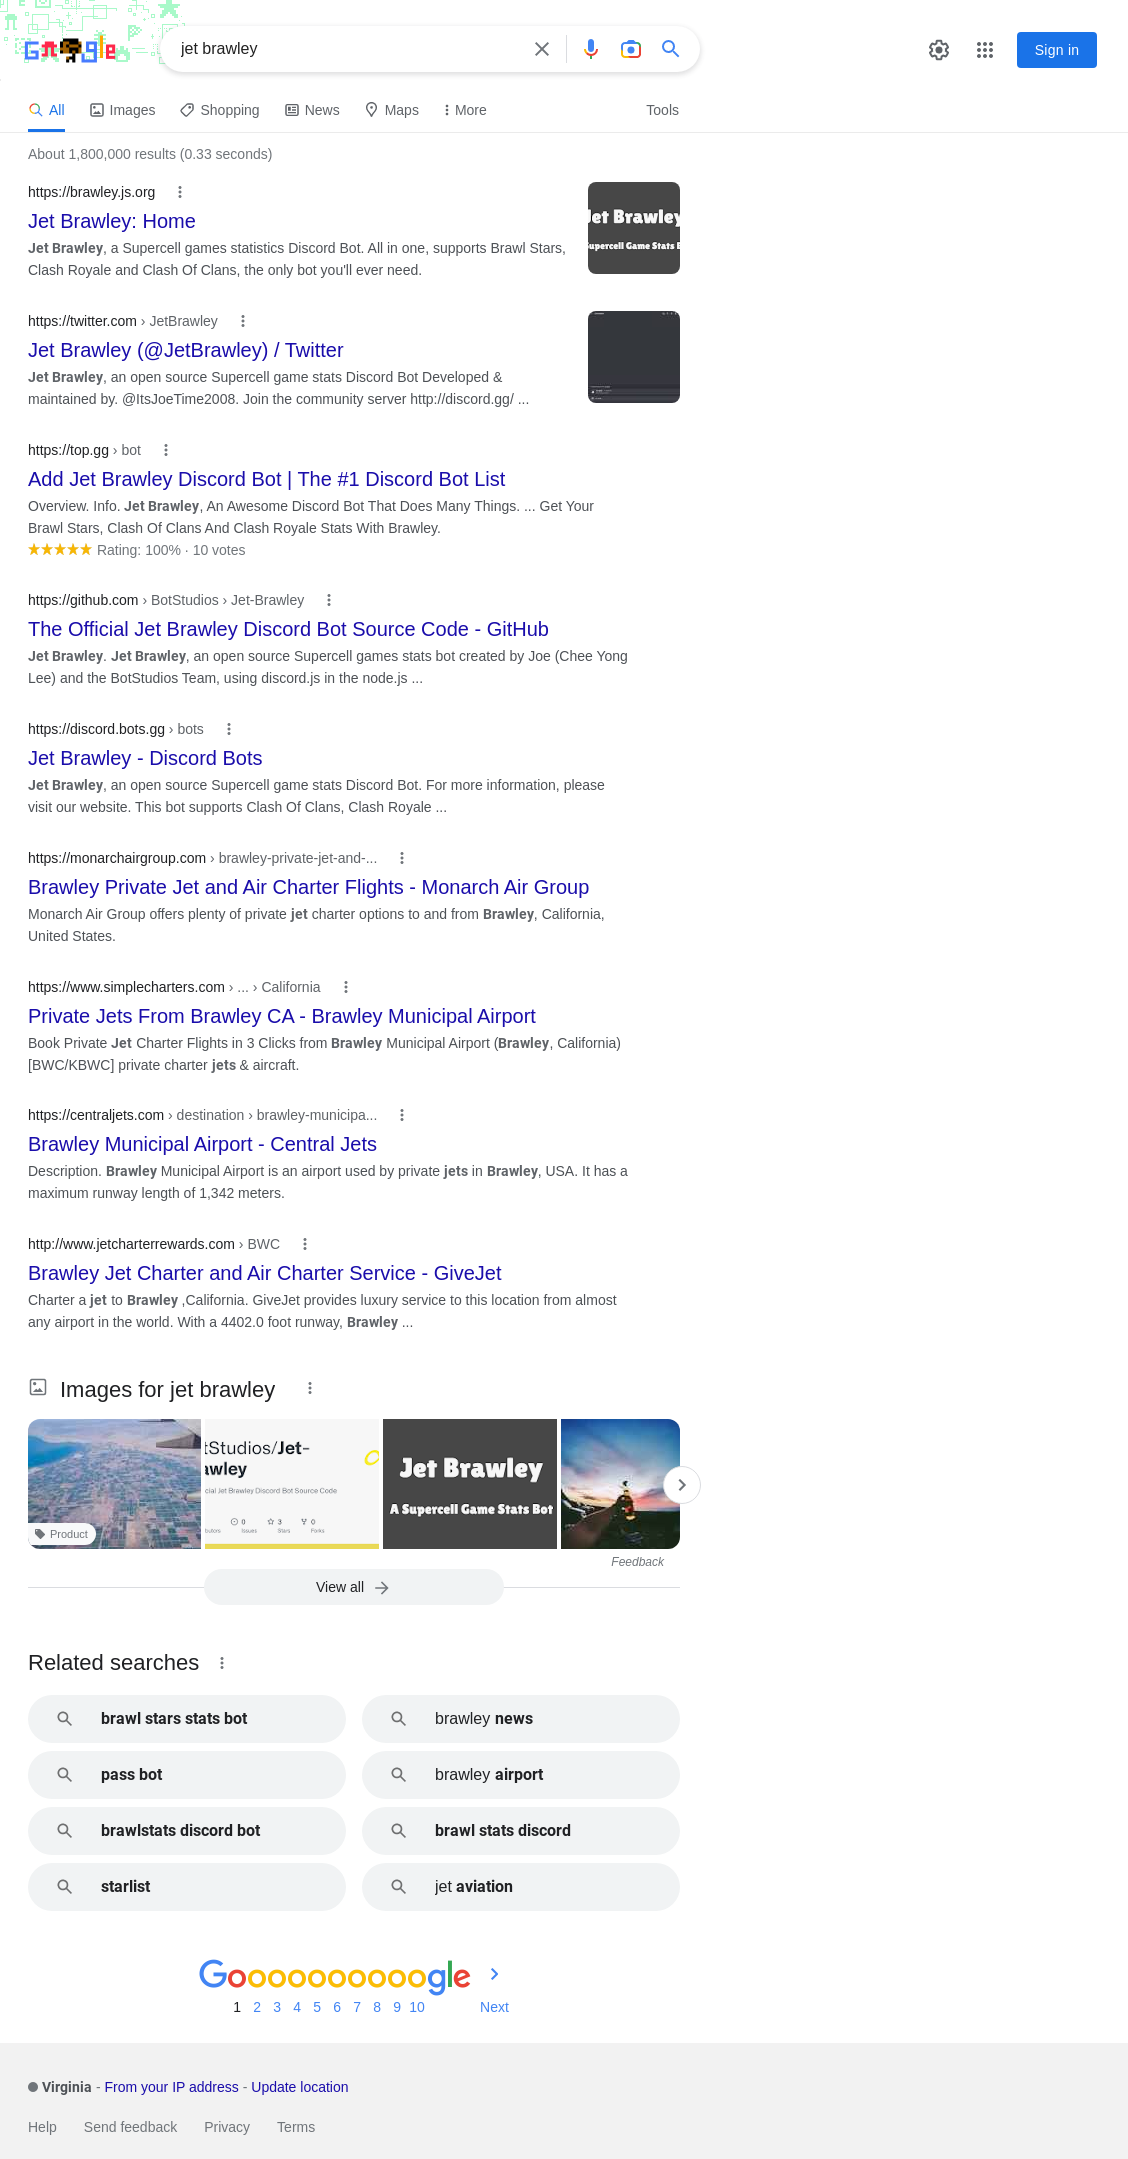 jet brawley
Sign in
All Images Shopping News Maps More Tools
About 1,800,000 results (0.33 seconds)
https://brawley.js.org
Jet Brawley: Home
Jet Brawley, a Supercell games statistics Discord Bot. All in one, supports Brawl Stars,
Clash Royale and Clash Of Clans, the only bot you'll ever need.
Jet Brawley
Supercell Game Stats B
https://twitter.com › JetBrawley
Jet Brawley (@JetBrawley) / Twitter
Jet Brawley, an open source Supercell game stats Discord Bot Developed &
maintained by. @ItsJoeTime2008. Join the community server http://discord.gg/ ...
https://top.gg › bot
Add Jet Brawley Discord Bot | The #1 Discord Bot List
Overview. Info. Jet Brawley, An Awesome Discord Bot That Does Many Things. ... Get Your
Brawl Stars, Clash Of Clans And Clash Royale Stats With Brawley.
Rating: 100% · 10 votes
https://github.com › BotStudios › Jet-Brawley
The Official Jet Brawley Discord Bot Source Code - GitHub
Jet Brawley. Jet Brawley, an open source Supercell games stats bot created by Joe (Chee Yong
Lee) and the BotStudios Team, using discord.js in the node.js ...
https://discord.bots.gg › bots
Jet Brawley - Discord Bots
Jet Brawley, an open source Supercell game stats Discord Bot. For more information, please
visit our website. This bot supports Clash Of Clans, Clash Royale ...
https://monarchairgroup.com › brawley-private-jet-and-...
Brawley Private Jet and Air Charter Flights - Monarch Air Group
Monarch Air Group offers plenty of private jet charter options to and from Brawley, California,
United States.
https://www.simplecharters.com › ... › California
Private Jets From Brawley CA - Brawley Municipal Airport
Book Private Jet Charter Flights in 3 Clicks from Brawley Municipal Airport (Brawley, California)
[BWC/KBWC] private charter jets & aircraft.
https://centraljets.com › destination › brawley-municipa...
Brawley Municipal Airport - Central Jets
Description. Brawley Municipal Airport is an airport used by private jets in Brawley, USA. It has a
maximum runway length of 1,342 meters.
http://www.jetcharterrewards.com › BWC
Brawley Jet Charter and Air Charter Service - GiveJet
Charter a jet to Brawley ,California. GiveJet provides luxury service to this location from almost
any airport in the world. With a 4402.0 foot runway, Brawley ...
Images for jet brawley
Product
tStudios/Jet-
awley
cial Jet Brawley Discord Bot Source Code
0 3 0
Issues Stars Forks
Jet Brawley
A Supercell Game Stats Bot
Feedback
View all
Related searches
brawl stars stats bot
brawley news
pass bot
brawley airport
brawlstats discord bot
brawl stats discord
starlist
jet aviation
Goooooooooogle
1 2 3 4 5 6 7 8 9 10 Next
Virginia - From your IP address - Update location
Help Send feedback Privacy Terms